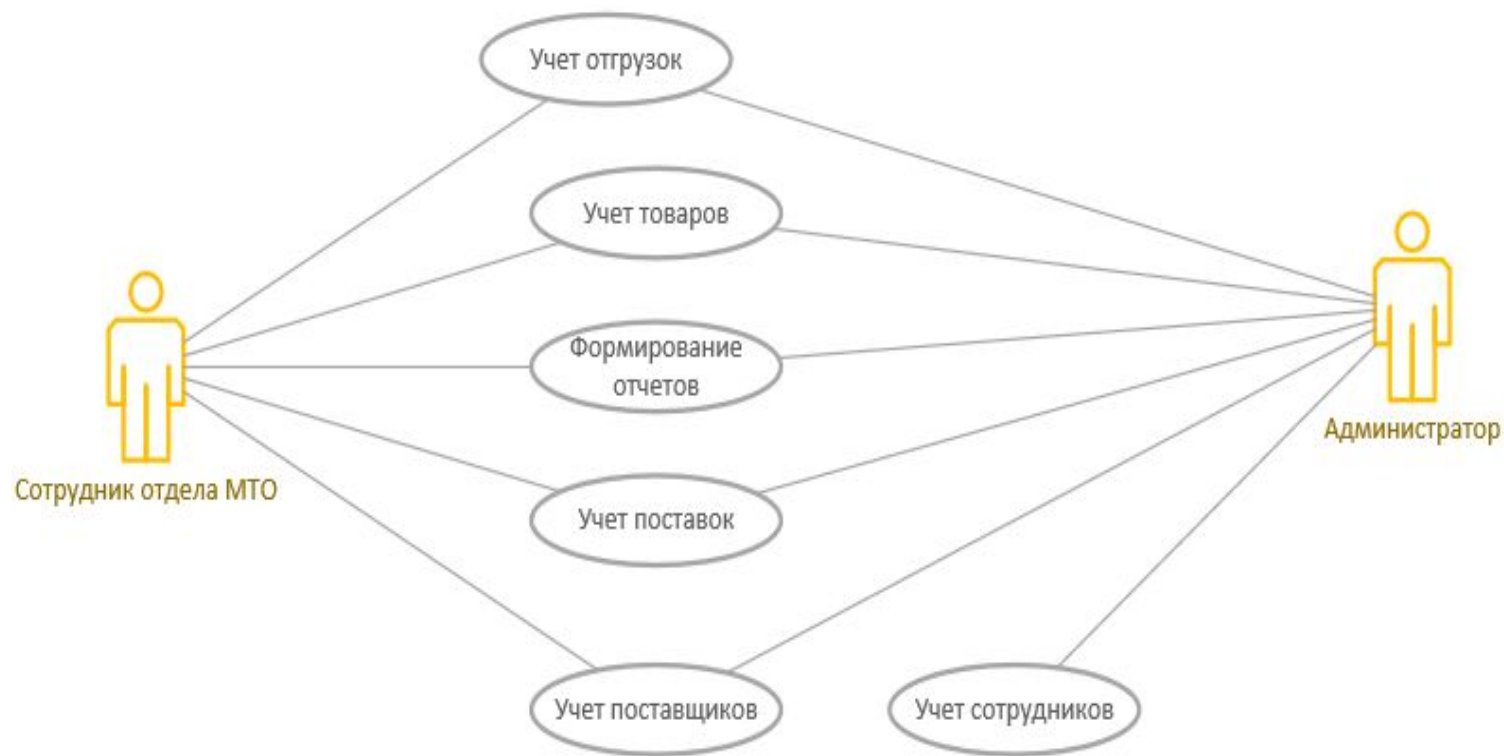 Учет отгрузок
Учет товаров
Формирование
отчетов
Администратор
Сотрудник отдела МТО
Учет поставок
Учет поставщиков
Учет сотрудников